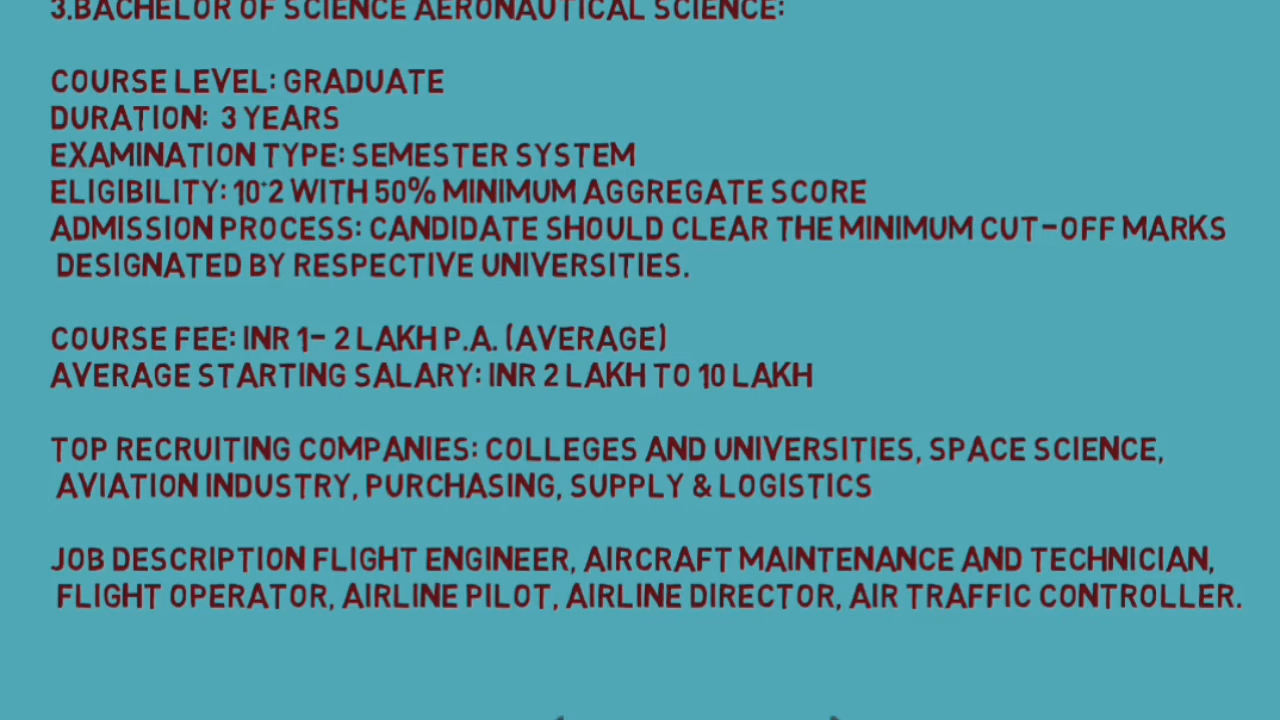 3.BACHELOR OF SCIENCE AERONAUTICAL SCIENCE:
COURSE LEVEL: GRADUATE
DURATION: 3 YEARS
EXAMINATION TYPE: SEMESTER SYSTEM
ELIGIBILITY: 10+2 WITH 50% MINIMUM AGGREGATE SCORE
ADMISSION PROCESS: CANDIDATE SHOULD CLEAR THE MINIMUM CUT-OFF MARKS
DESIGNATED BY RESPECTIVE UNIVERSITIES.
COURSE FEE: INR 1- 2 LAKH P.A. (AVERAGE)
AVERAGE STARTING SALARY: INR 2 LAKH TO 10 LAKH
TOP RECRUITING COMPANIES: COLLEGES AND UNIVERSITIES, SPACE SCIENCE,
AVIATION INDUSTRY, PURCHASING, SUPPLY & LOGISTICS
JOB DESCRIPTION FLIGHT ENGINEER, AIRCRAFT MAINTENANCE AND TECHNICIAN,
FLIGHT OPERATOR, AIRLINE PILOT, AIRLINE DIRECTOR, AIR TRAFFIC CONTROLLER.